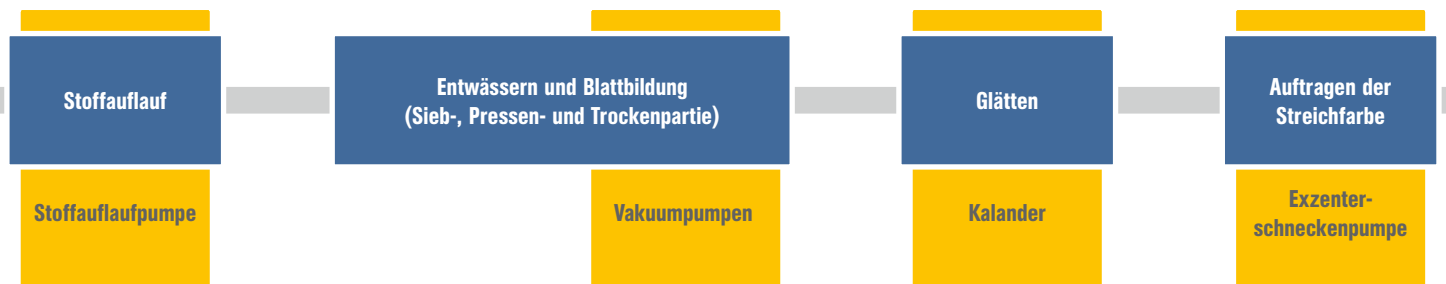 Stoffauflauf
Entwässern und Blattbildung
(Sieb-, Pressen- und Trockenpartie)
Glätten
Auftragen der
Streichfarbe
Stoffauflaufpumpe
Vakuumpumpen
Kalander
Exzenter-
schneckenpumpe